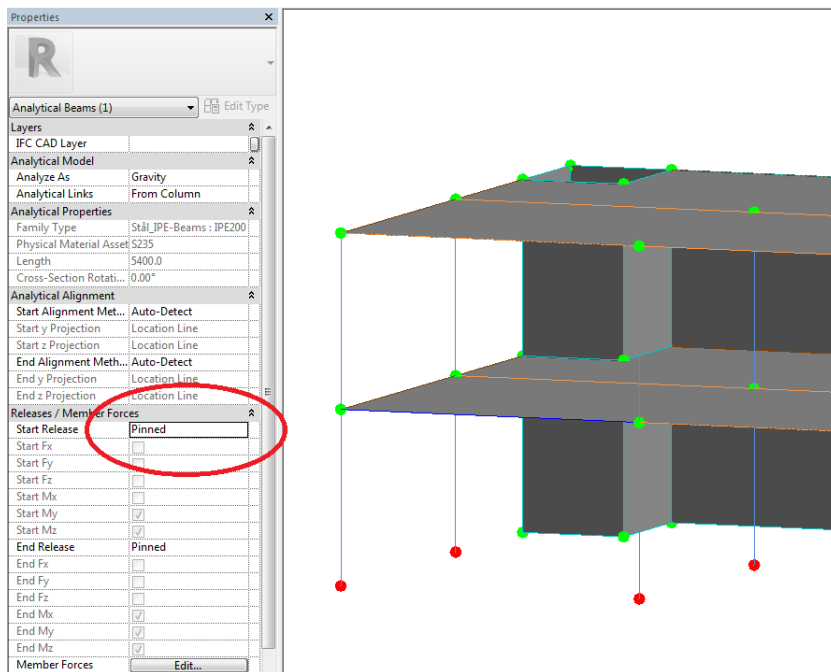 Properties
R
Analytical Beams (1) Edit Type
Layers
IFC CAD Layer
Analytical Model
Analyze As Gravity
Analytical Links From Column
Analytical Properties
Family Type Stål_IPE-Beams : IPE200
Physical Material Asset S235
Length 5400.0
Cross-Section Rotati... 0.00°
Analytical Alignment
Start Alignment Met... Auto-Detect
Start y Projection Location Line
Start z Projection Location Line
End Alignment Meth... Auto-Detect
End y Projection Location Line
End z Projection Location Line
Releases / Member Forces
Start Release Pinned
Start Fx
Start Fy
Start Fz
Start Mx
Start My
Start Mz
End Release Pinned
End Fx
End Fy
End Fz
End Mx
End My
End Mz
Member Forces Edit...